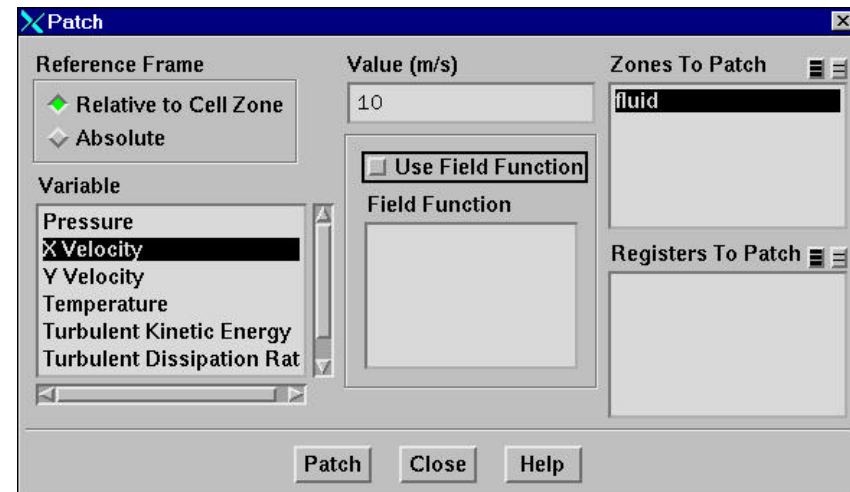 Patch
Reference Frame
Relative to Cell Zone
Absolute
Variable
Pressure
X Velocity
Y Velocity
Temperature
Turbulent Kinetic Energy
Turbulent Dissipation Rat
Value (m/s)
10
Use Field Function
Field Function
Zones To Patch
fluid
Registers To Patch
Patch
Close
Help